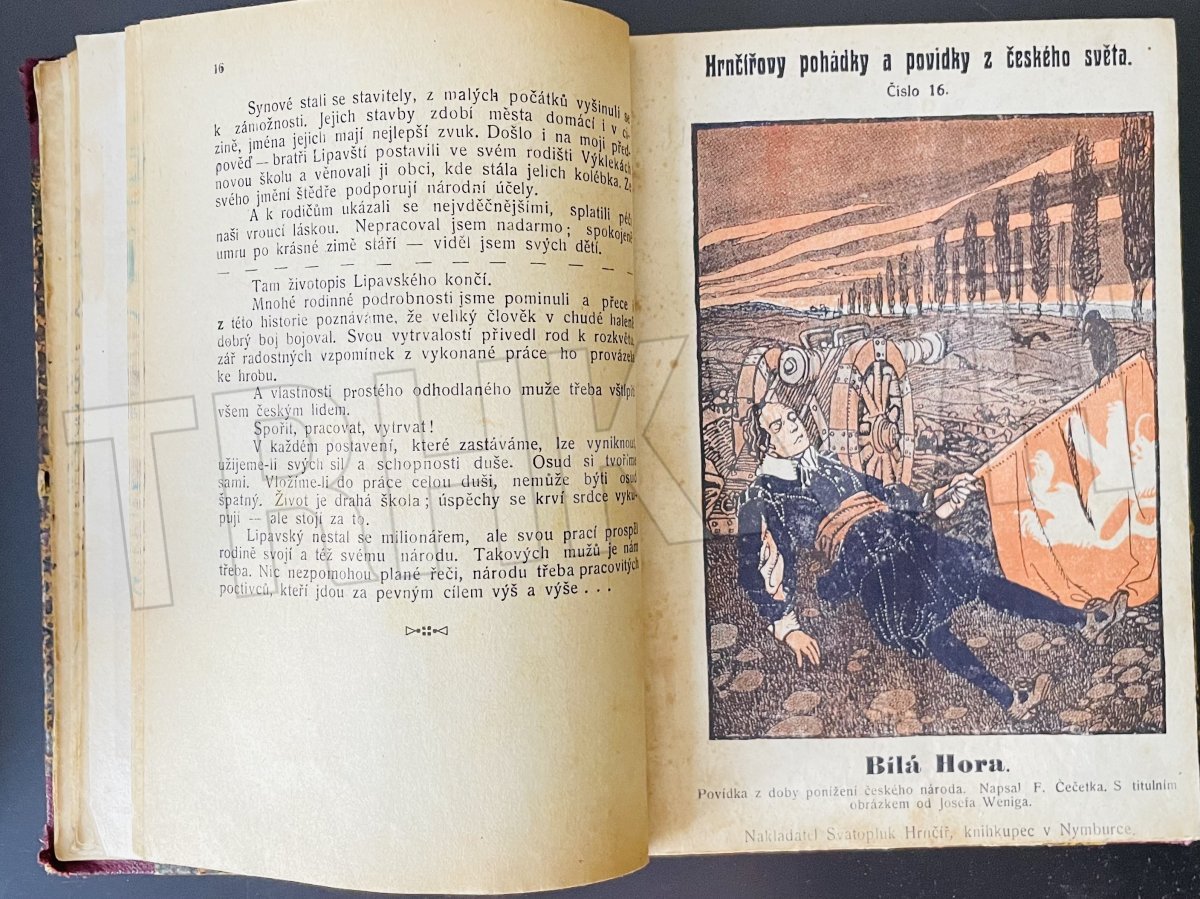 16
Synové stali se stavitely, z malých počátků vyšinuli se
k zámožnosti. Jejich stavby zdobí města domácí i v ci-
zině, jména jejich mají nejlepší zvuk. Došlo i na moji před-
pověď — bratři Lipavští postavili ve svém rodišti Výklekách
novou školu a věnovali ji obci, kde stála jelich kolébka. Ze
svého jmění štědře podporují národní účely.
A k rodičům ukázali se nejvděčnějšími, splatili péči
naši vroucí láskou. Nepracoval jsem nadarmo; spokojeně
umru po krásné zimě stáří — viděl jsem svých dětí.
Tam životopis Lipavského končí.
Mnohé rodinné podrobnosti jsme pominuli a přece i
z této historie poznáváme, že veliký člověk v chudé haleně
dobrý boj bojoval. Svou vytrvalostí přivedl rod k rozkvětu,
zář radostných vzpomínek z vykonané práce ho provázela
ke hrobu.
A vlastnosti prostého odhodlaného muže třeba vštípiti
všem českým lidem.
Spořit, pracovat, vytrvat!
V každém postavení, které zastáváme, lze vyniknout,
užijeme-li svých sil a schopnosti duše. Osud si tvoříme
sami. Vložíme-li do práce celou duši, nemůže býti osud
špatný. Život je drahá škola; úspěchy se krví srdce vyku-
pují — ale stojí za to.
Lipavský nestal se milionářem, ale svou prací prospěl
rodině svojí a též svému národu. Takových mužů je nám
třeba. Nic nezpomohou plané řeči, národu třeba pracovitých
poctivců, kteří jdou za pevným cílem výš a výše . . .
Hrnčířovy pohádky a povídky z českého světa.
Číslo 16.
Bílá Hora.
Povídka z doby ponížení českého národa. Napsal F. Čečetka. S titulním
obrázkem od Josefa Weniga.
Nakladatel Svatopluk Hrnčíř, knihkupec v Nymburce.